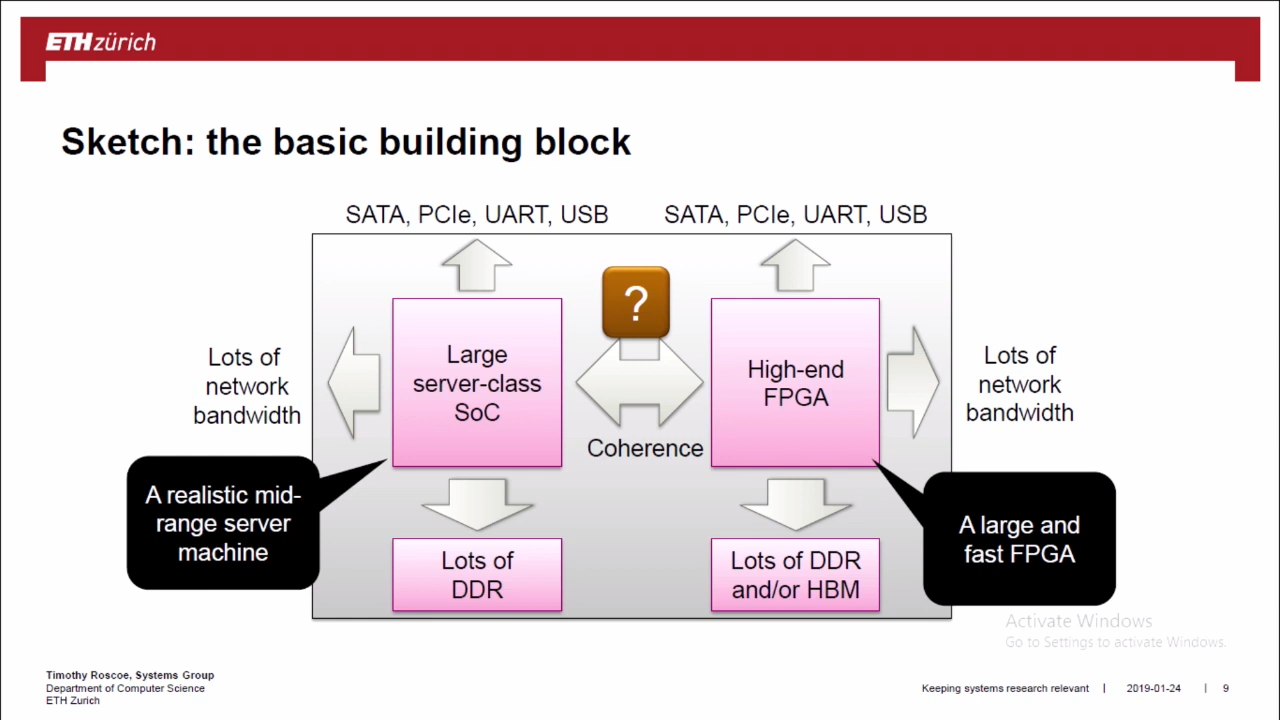 ETH zürich
Sketch: the basic building block
SATA, PCIe, UART, USB
SATA, PCIe, UART, USB
?
Lots of
network
bandwidth
Large
server-class
SoC
Coherence
High-end
FPGA
Lots of
network
bandwidth
A realistic mid-
range server
machine
A large and
fast FPGA
Lots of
DDR
Lots of DDR
and/or HBM
Activate Windows
Go to Settings to activate Windows.
Timothy Roscoe, Systems Group
Department of Computer Science
ETH Zurich
Keeping systems research relevant | 2019-01-24 | 9